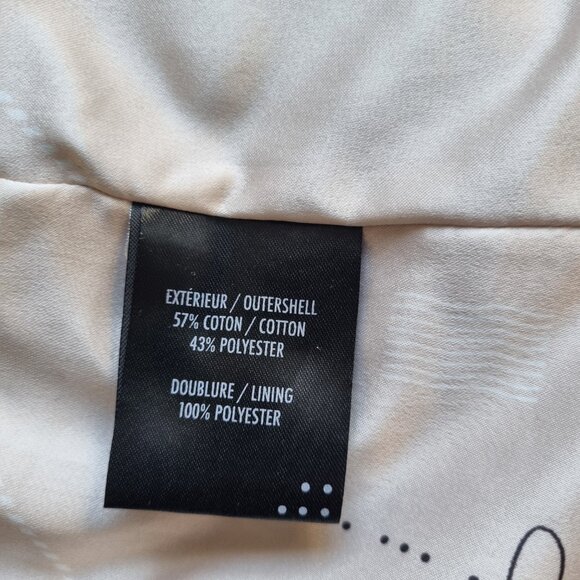 EXTÉRIEUR / OUTERSHELL
57% COTON / COTTON
43% POLYESTER
DOUBLURE / LINING
100% POLYESTER